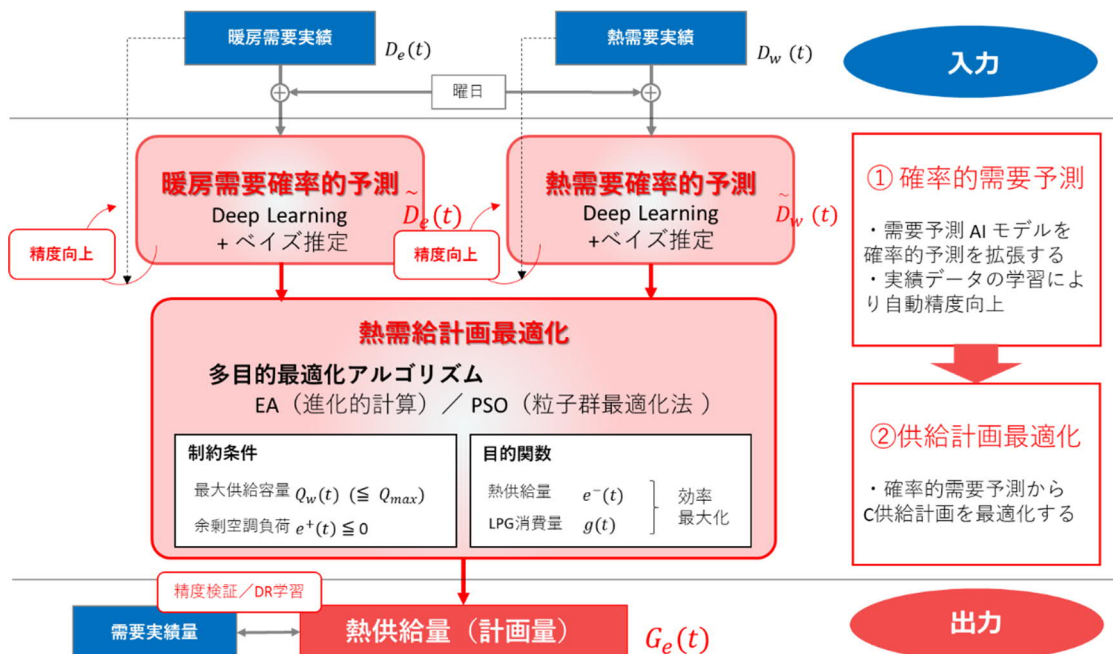 暖房需要実績
D_e(t)
熱需要実績
D_w (t)
入力
曜日
暖房需要確率的予測
Deep Learning
+ ベイズ推定
D̃_e(t)
精度向上
熱需要確率的予測
Deep Learning
+ベイズ推定
D̃_w (t)
精度向上
① 確率的需要予測
・需要予測 AI モデルを
確率的予測を拡張する
・実績データの学習によ
り自動精度向上
熱需給計画最適化
多目的最適化アルゴリズム
EA（進化的計算）／ PSO（粒子群最適化法 ）
制約条件
最大供給容量 Q_w(t) (≦ Q_max)
余剰空調負荷 e⁺(t) ≦ 0
目的関数
熱供給量 e⁻(t)
LPG消費量 g(t)
効率
最大化
②供給計画最適化
・確率的需要予測から
C供給計画を最適化する
精度検証／DR学習
需要実績量
熱供給量（計画量）
G_e(t)
出力